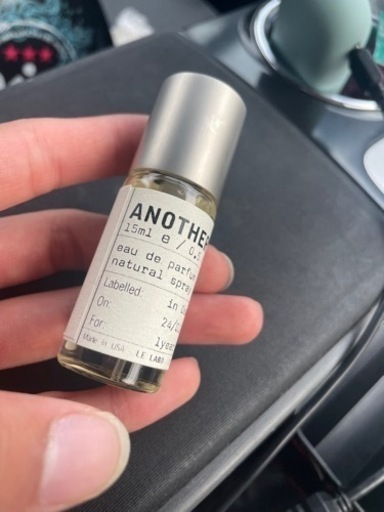 ANOTHE
15ml e / 0.5
eau de parfum
natural spray
Labelled
in
On:
24/
For:
1year
Made in USA LE LABO